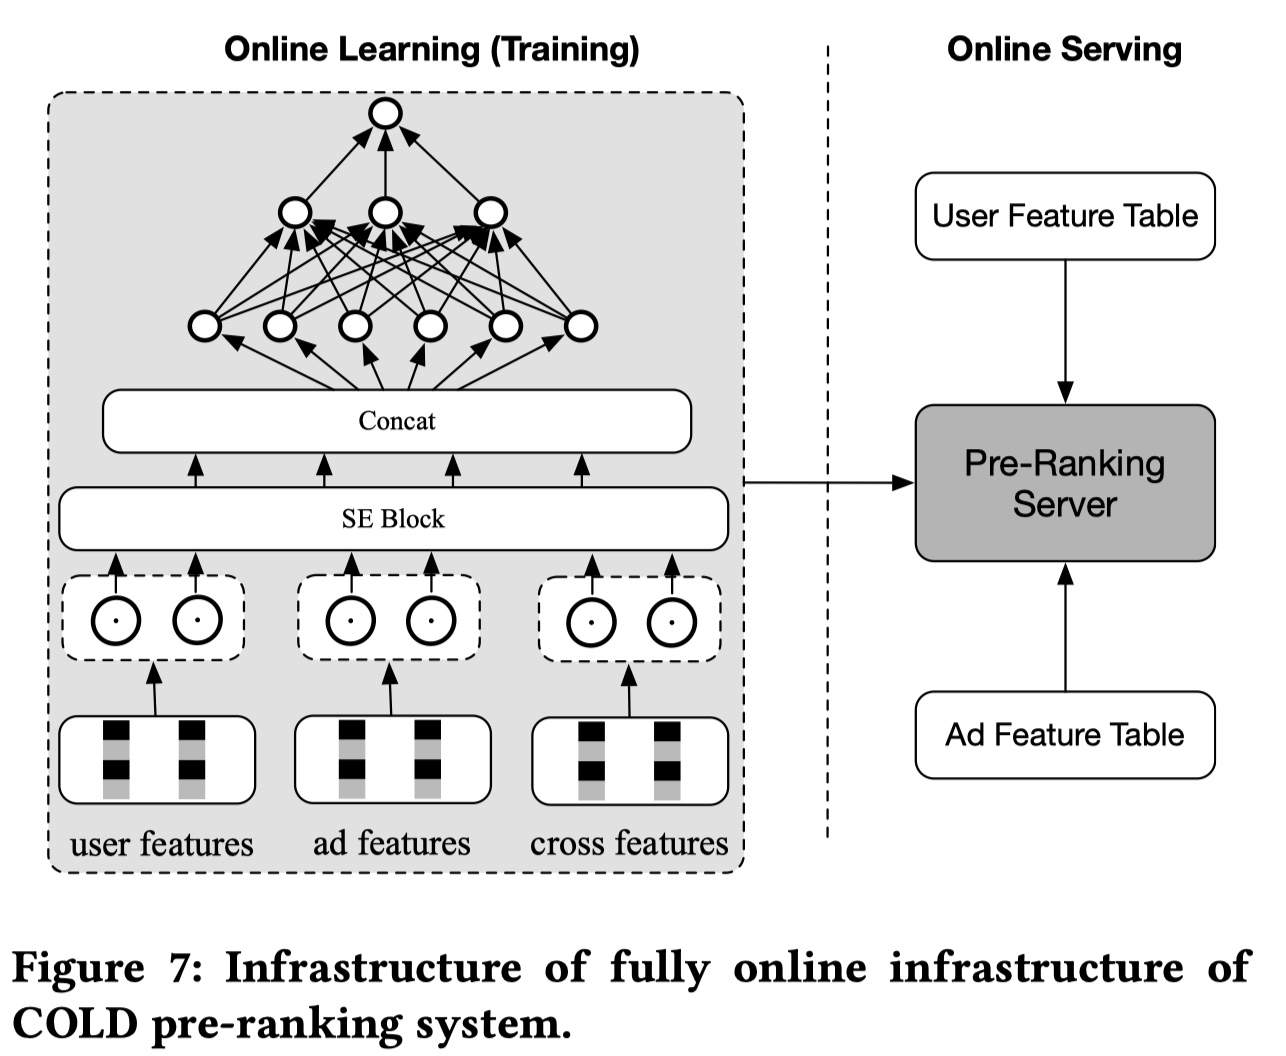 Online Learning (Training)
Online Serving
User Feature Table
Concat
Pre-Ranking
Server
SE Block
Ad Feature Table
user features
ad features
cross features
Figure 7: Infrastructure of fully online infrastructure of
COLD pre-ranking system.